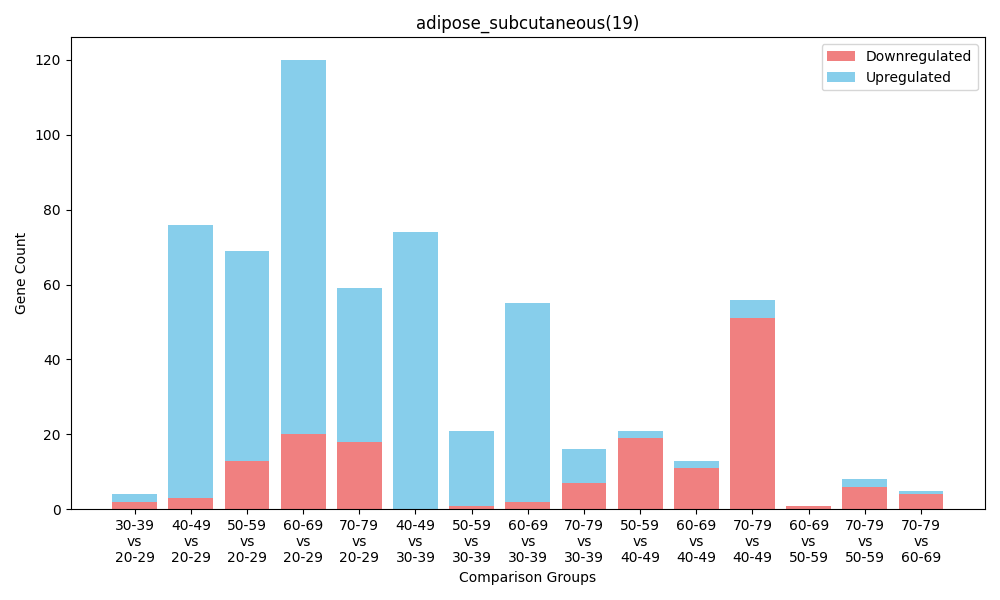 adipose_subcutaneous(19)
Downregulated
Upregulated
Gene Count
120
100
80
60
40
20
0
30-39
vs
20-29
40-49
vs
20-29
50-59
vs
20-29
60-69
vs
20-29
70-79
vs
20-29
40-49
vs
30-39
50-59
vs
30-39
60-69
vs
30-39
70-79
vs
30-39
50-59
vs
40-49
60-69
vs
40-49
70-79
vs
40-49
60-69
vs
50-59
70-79
vs
50-59
70-79
vs
60-69
Comparison Groups